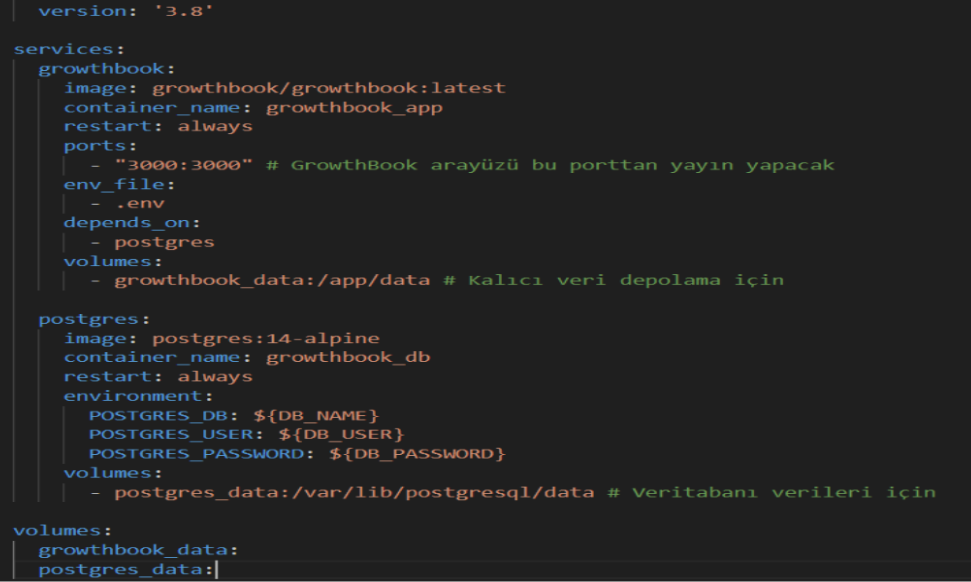 version: '3.8'
services:
growthbook:
image: growthbook/growthbook:latest
container_name: growthbook_app
restart: always
ports:
- "3000:3000" # GrowthBook arayüzü bu porttan yayın yapacak
env_file:
- .env
depends_on:
- postgres
volumes:
- growthbook_data:/app/data # Kalıcı veri depolama için
postgres:
image: postgres:14-alpine
container_name: growthbook_db
restart: always
environment:
POSTGRES_DB: ${DB_NAME}
POSTGRES_USER: ${DB_USER}
POSTGRES_PASSWORD: ${DB_PASSWORD}
volumes:
- postgres_data:/var/lib/postgresql/data # Veritabanı verileri için
volumes:
growthbook_data:
postgres_data: